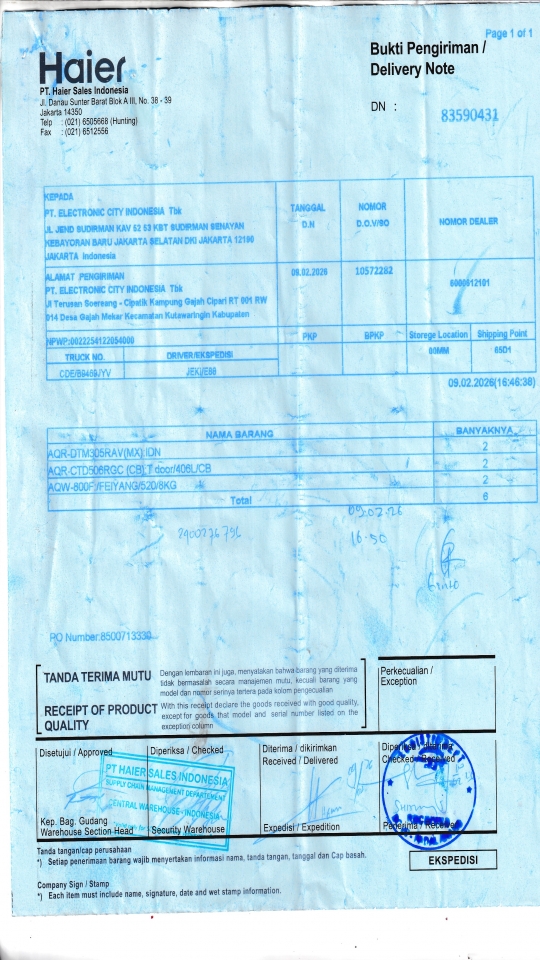 Page 1 of 1
Haier
Bukti Pengiriman /
Delivery Note
PT. Haier Sales Indonesia
Jl. Danau Sunter Barat Blok A III, No. 38 - 39
Jakarta 14350
Telp : (021) 6505668 (Hunting)
Fax : (021) 6512556
DN : 83590431
KEPADA
PT. ELECTRONIC CITY INDONESIA Tbk
JL JEND SUDIRMAN KAV 52 53 KBT SUDIRMAN SENAYAN
KEBAYORAN BARU JAKARTA SELATAN DKI JAKARTA 12190
JAKARTA Indonesia
TANGGAL
D.N
NOMOR
D.O.V/SO
NOMOR DEALER
ALAMAT PENGIRIMAN
PT. ELECTRONIC CITY INDONESIA Tbk
Jl Terusan Soereang - Cipatik Kampung Gajah Cipari RT 001 RW
014 Desa Gajah Mekar Kecamatan Kutawaringin Kabupaten
09.02.2026
10572282
NPWP:0022254122054000
PKP
BPKP
Storege Location
Shipping Point
TRUCK NO.
DRIVER/EKSPEDISI
65D1
09.02.2026(16:46:38)
NAMA BARANG
BANYAKNYA
AQR-DTM305RAV(MX) IDN 2
AQR-CTD506RGC (CB) T door/406L/CB 2
AQW-800F/FEIYANG/520/8KG 2
Total 6
09.02.26
16.50
PO Number:8500713330
TANDA TERIMA MUTU
Dengan lembaran ini juga, menyatakan bahwa barang yang diterima
tidak bermasalah secara manajemen mutu, kecuali barang yang
model dan nomor serinya tertera pada kolom pengecualian
RECEIPT OF PRODUCT
QUALITY
With this receipt declare the goods received with good quality,
except for goods that model and serial number listed on the
exception column
Perkecualian /
Exception
Disetujui / Approved
Diperiksa / Checked
Diterima / dikirimkan
Received / Delivered
PT HAIER SALES INDONESIA
SUPPLY CHAIN MANAGEMENT DEPARTEMENT
CENTRAL WAREHOUSE - INDONESIA
Kep. Bag. Gudang
Warehouse Section Head
Security Warehouse
Expedisi / Expedition
Penerima / Receiver
Tanda tangan/cap perusahaan
*) Setiap penerimaan barang wajib menyertakan informasi nama, tanda tangan, tanggal dan Cap basah.
EKSPEDISI
Company Sign / Stamp
*) Each item must include name, signature, date and wet stamp information.